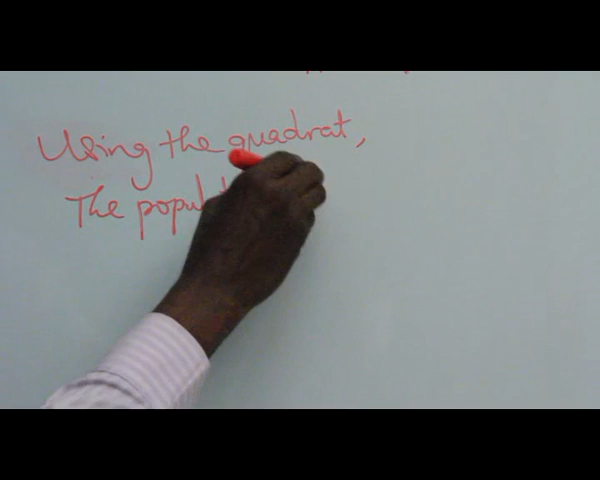 Using the quadrat,
The popul